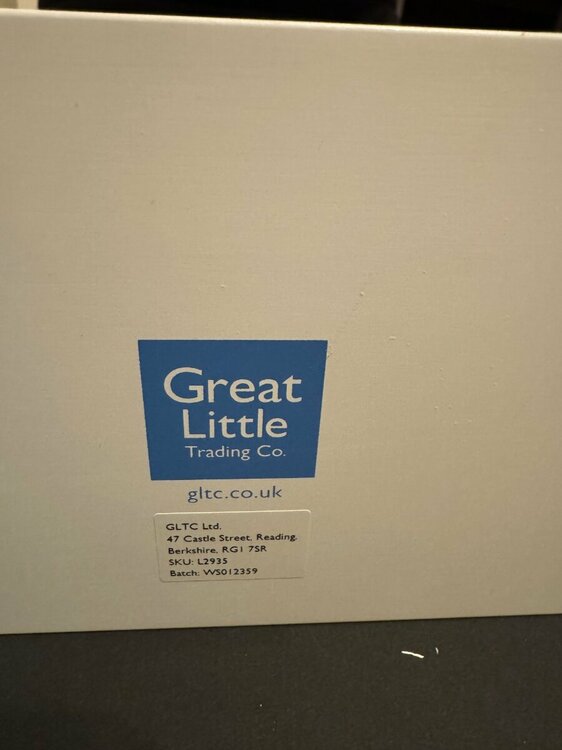 Great
Little
Trading Co.
gltc.co.uk
GLTC Ltd.
47 Castle Street, Reading,
Berkshire, RG1 7SR
SKU: L2935
Batch: WS012359